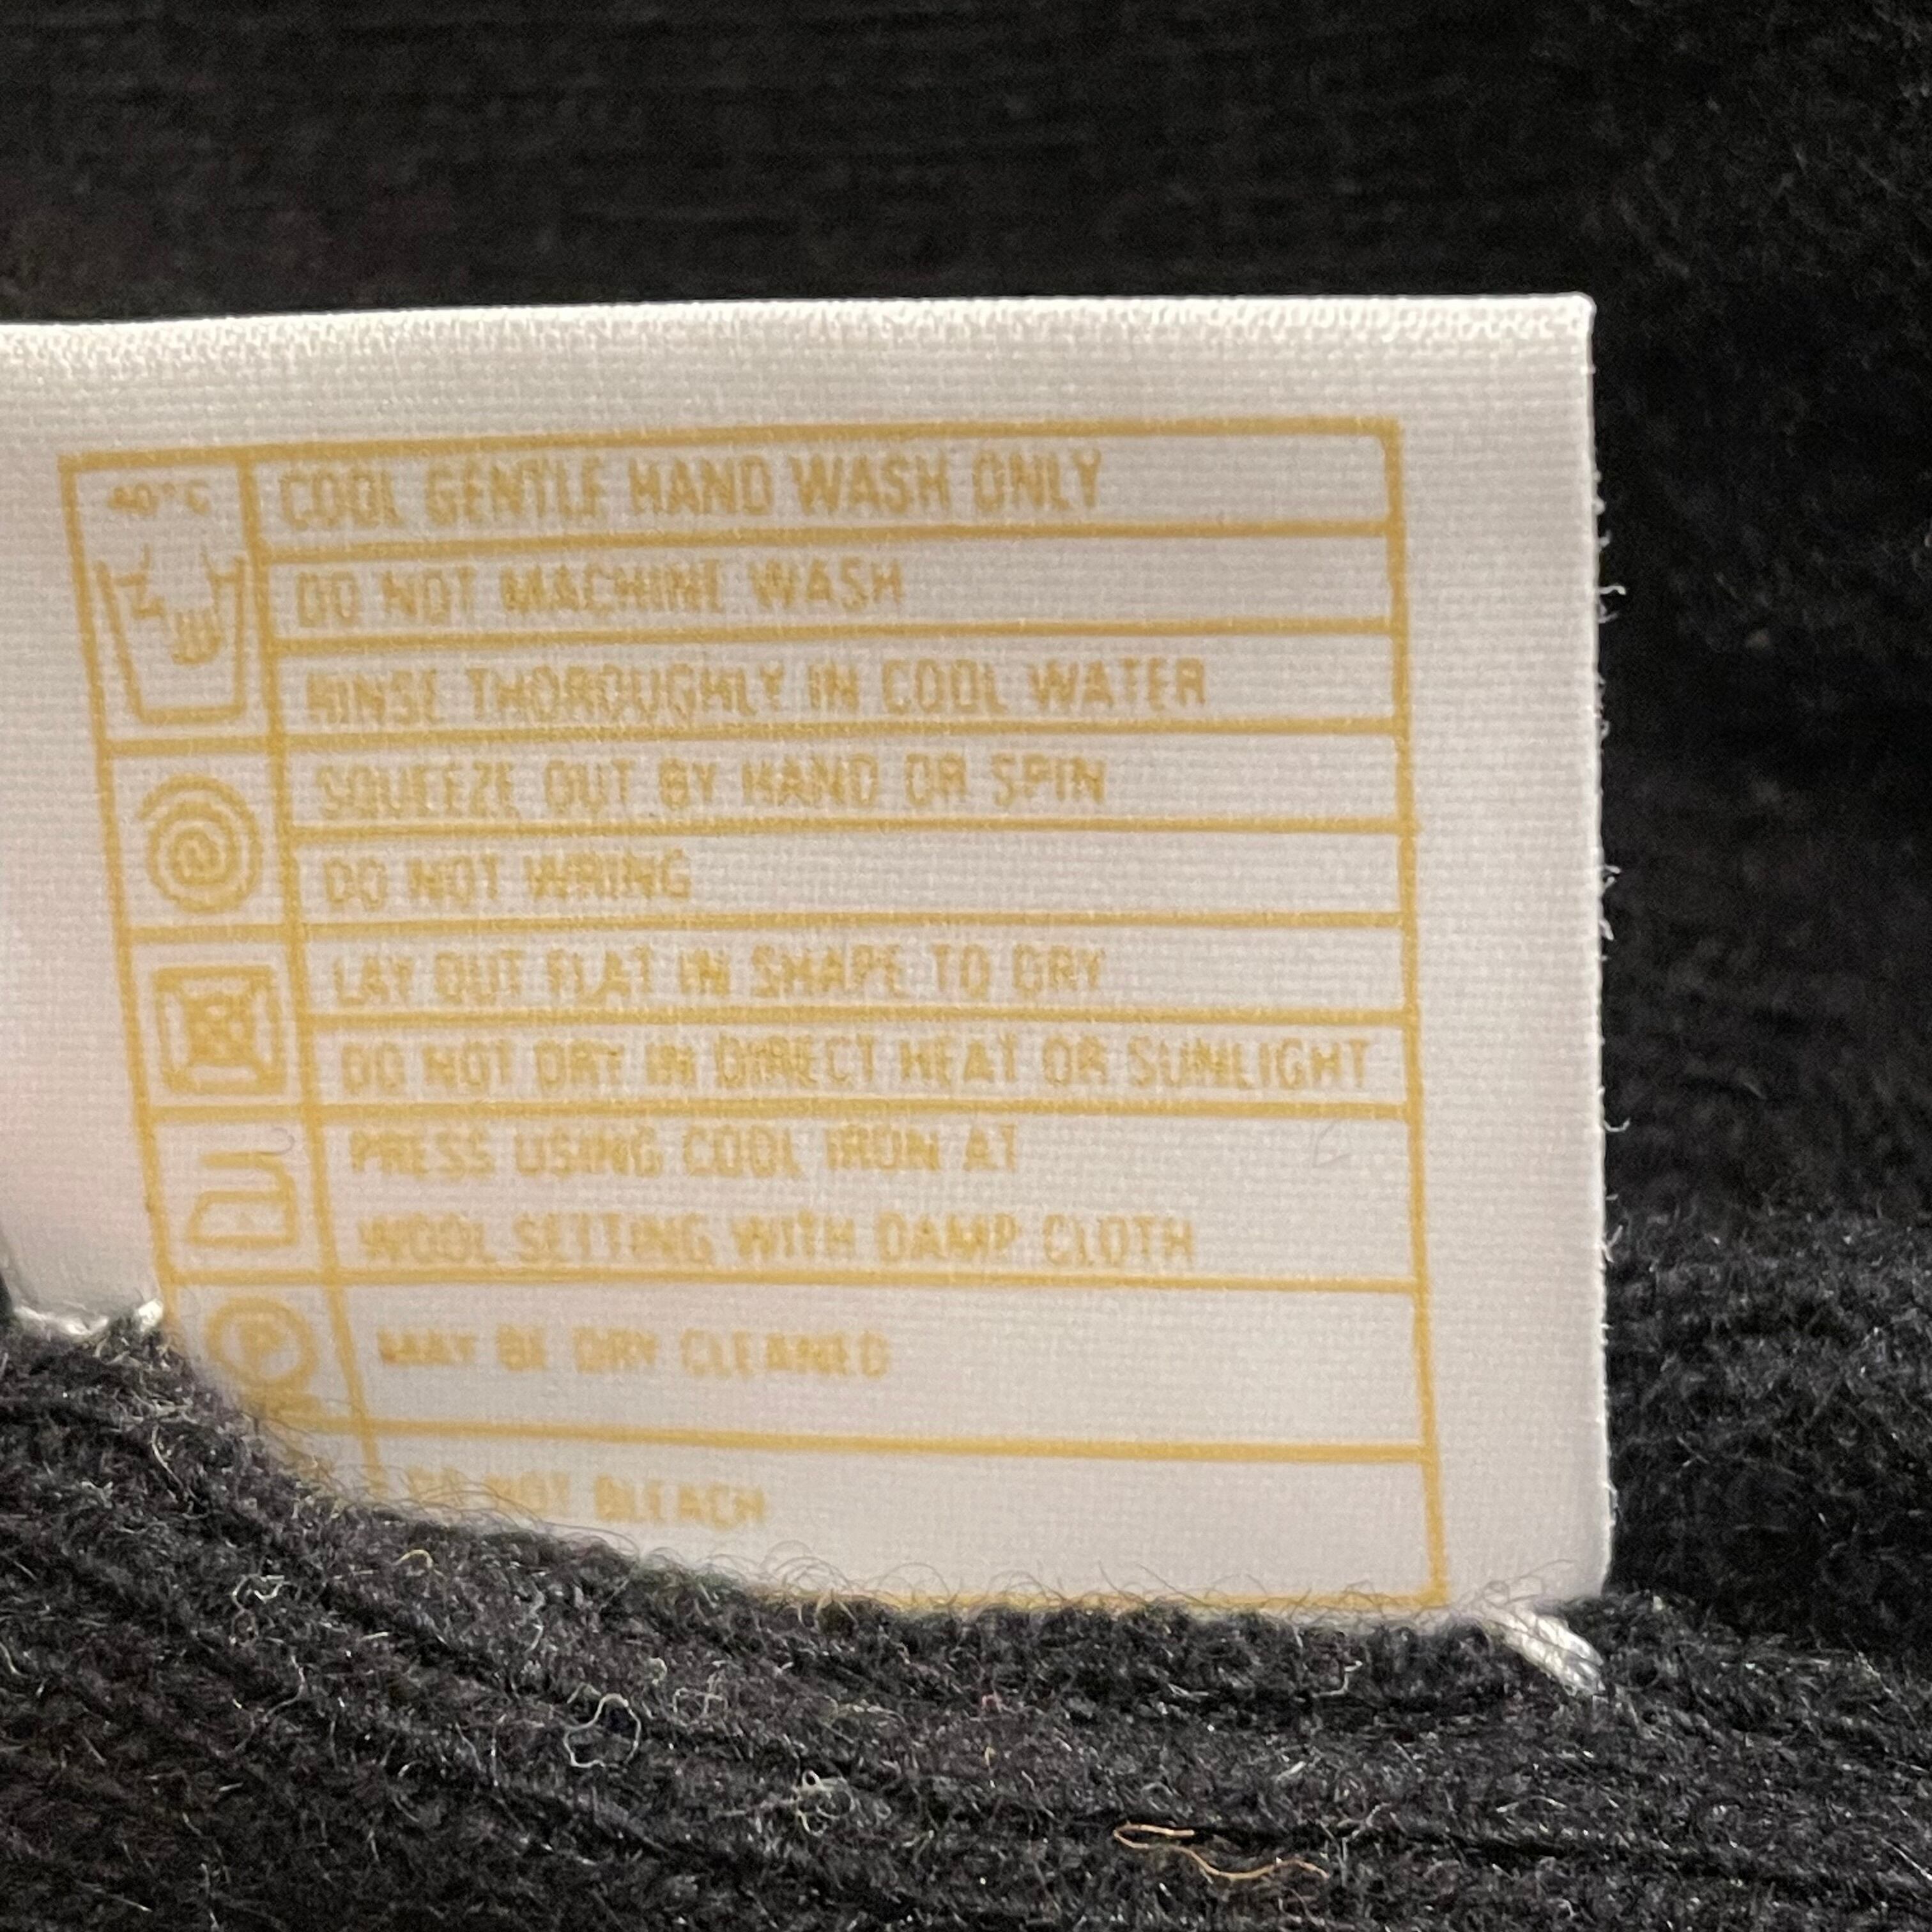 40°C
COOL GENTLE HAND WASH ONLY
DO NOT MACHINE WASH
RINSE THOROUGHLY IN COOL WATER
SQUEEZE OUT BY HAND OR SPIN
DO NOT WRING
LAY OUT FLAT IN SHAPE TO DRY
DO NOT DRY IN DIRECT HEAT OR SUNLIGHT
PRESS USING COOL IRON AT
WOOL SETTING WITH DAMP CLOTH
P
MAY BE DRY CLEANED
DO NOT BLEACH